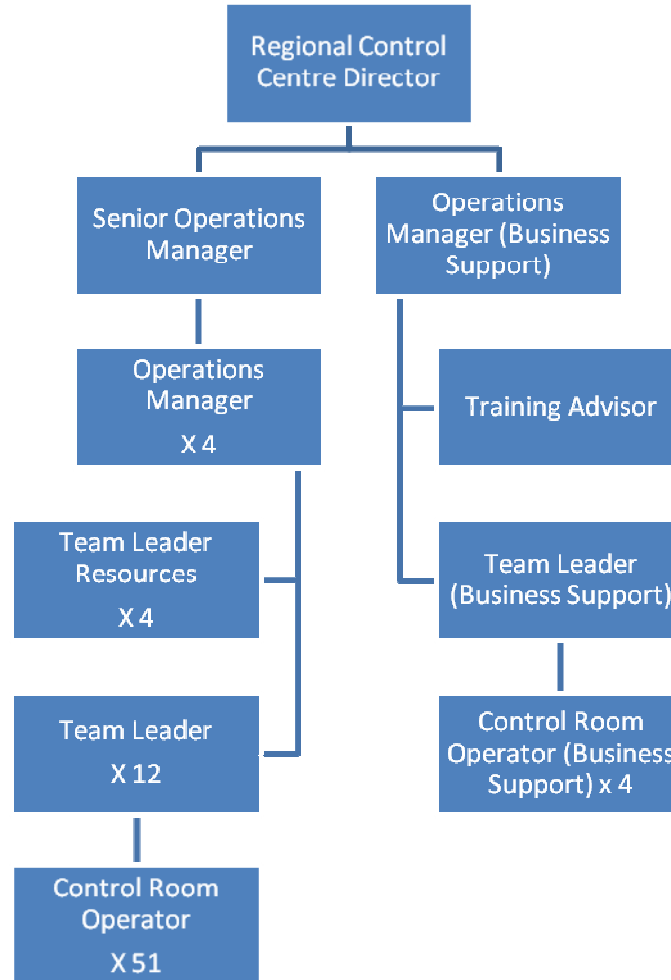 Regional Control
Centre Director
Senior Operations
Manager
Operations
Manager (Business
Support)
Operations
Manager
X 4
Training Advisor
Team Leader
Resources
X 4
Team Leader
(Business Support)
Team Leader
X 12
Control Room
Operator (Business
Support) x 4
Control Room
Operator
X 51